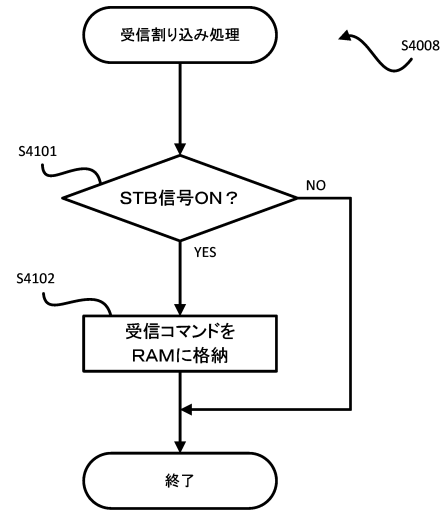 受信割り込み処理
S4008
S4101
STB信号ON?
NO
YES
S4102
受信コマンドを
RAMに格納
終了